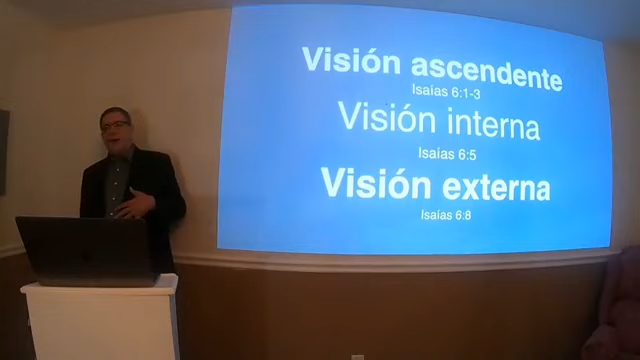 Visión ascendente
Isaías 6:1-3
Visión interna
Isaías 6:5
Visión externa
Isaías 6:8